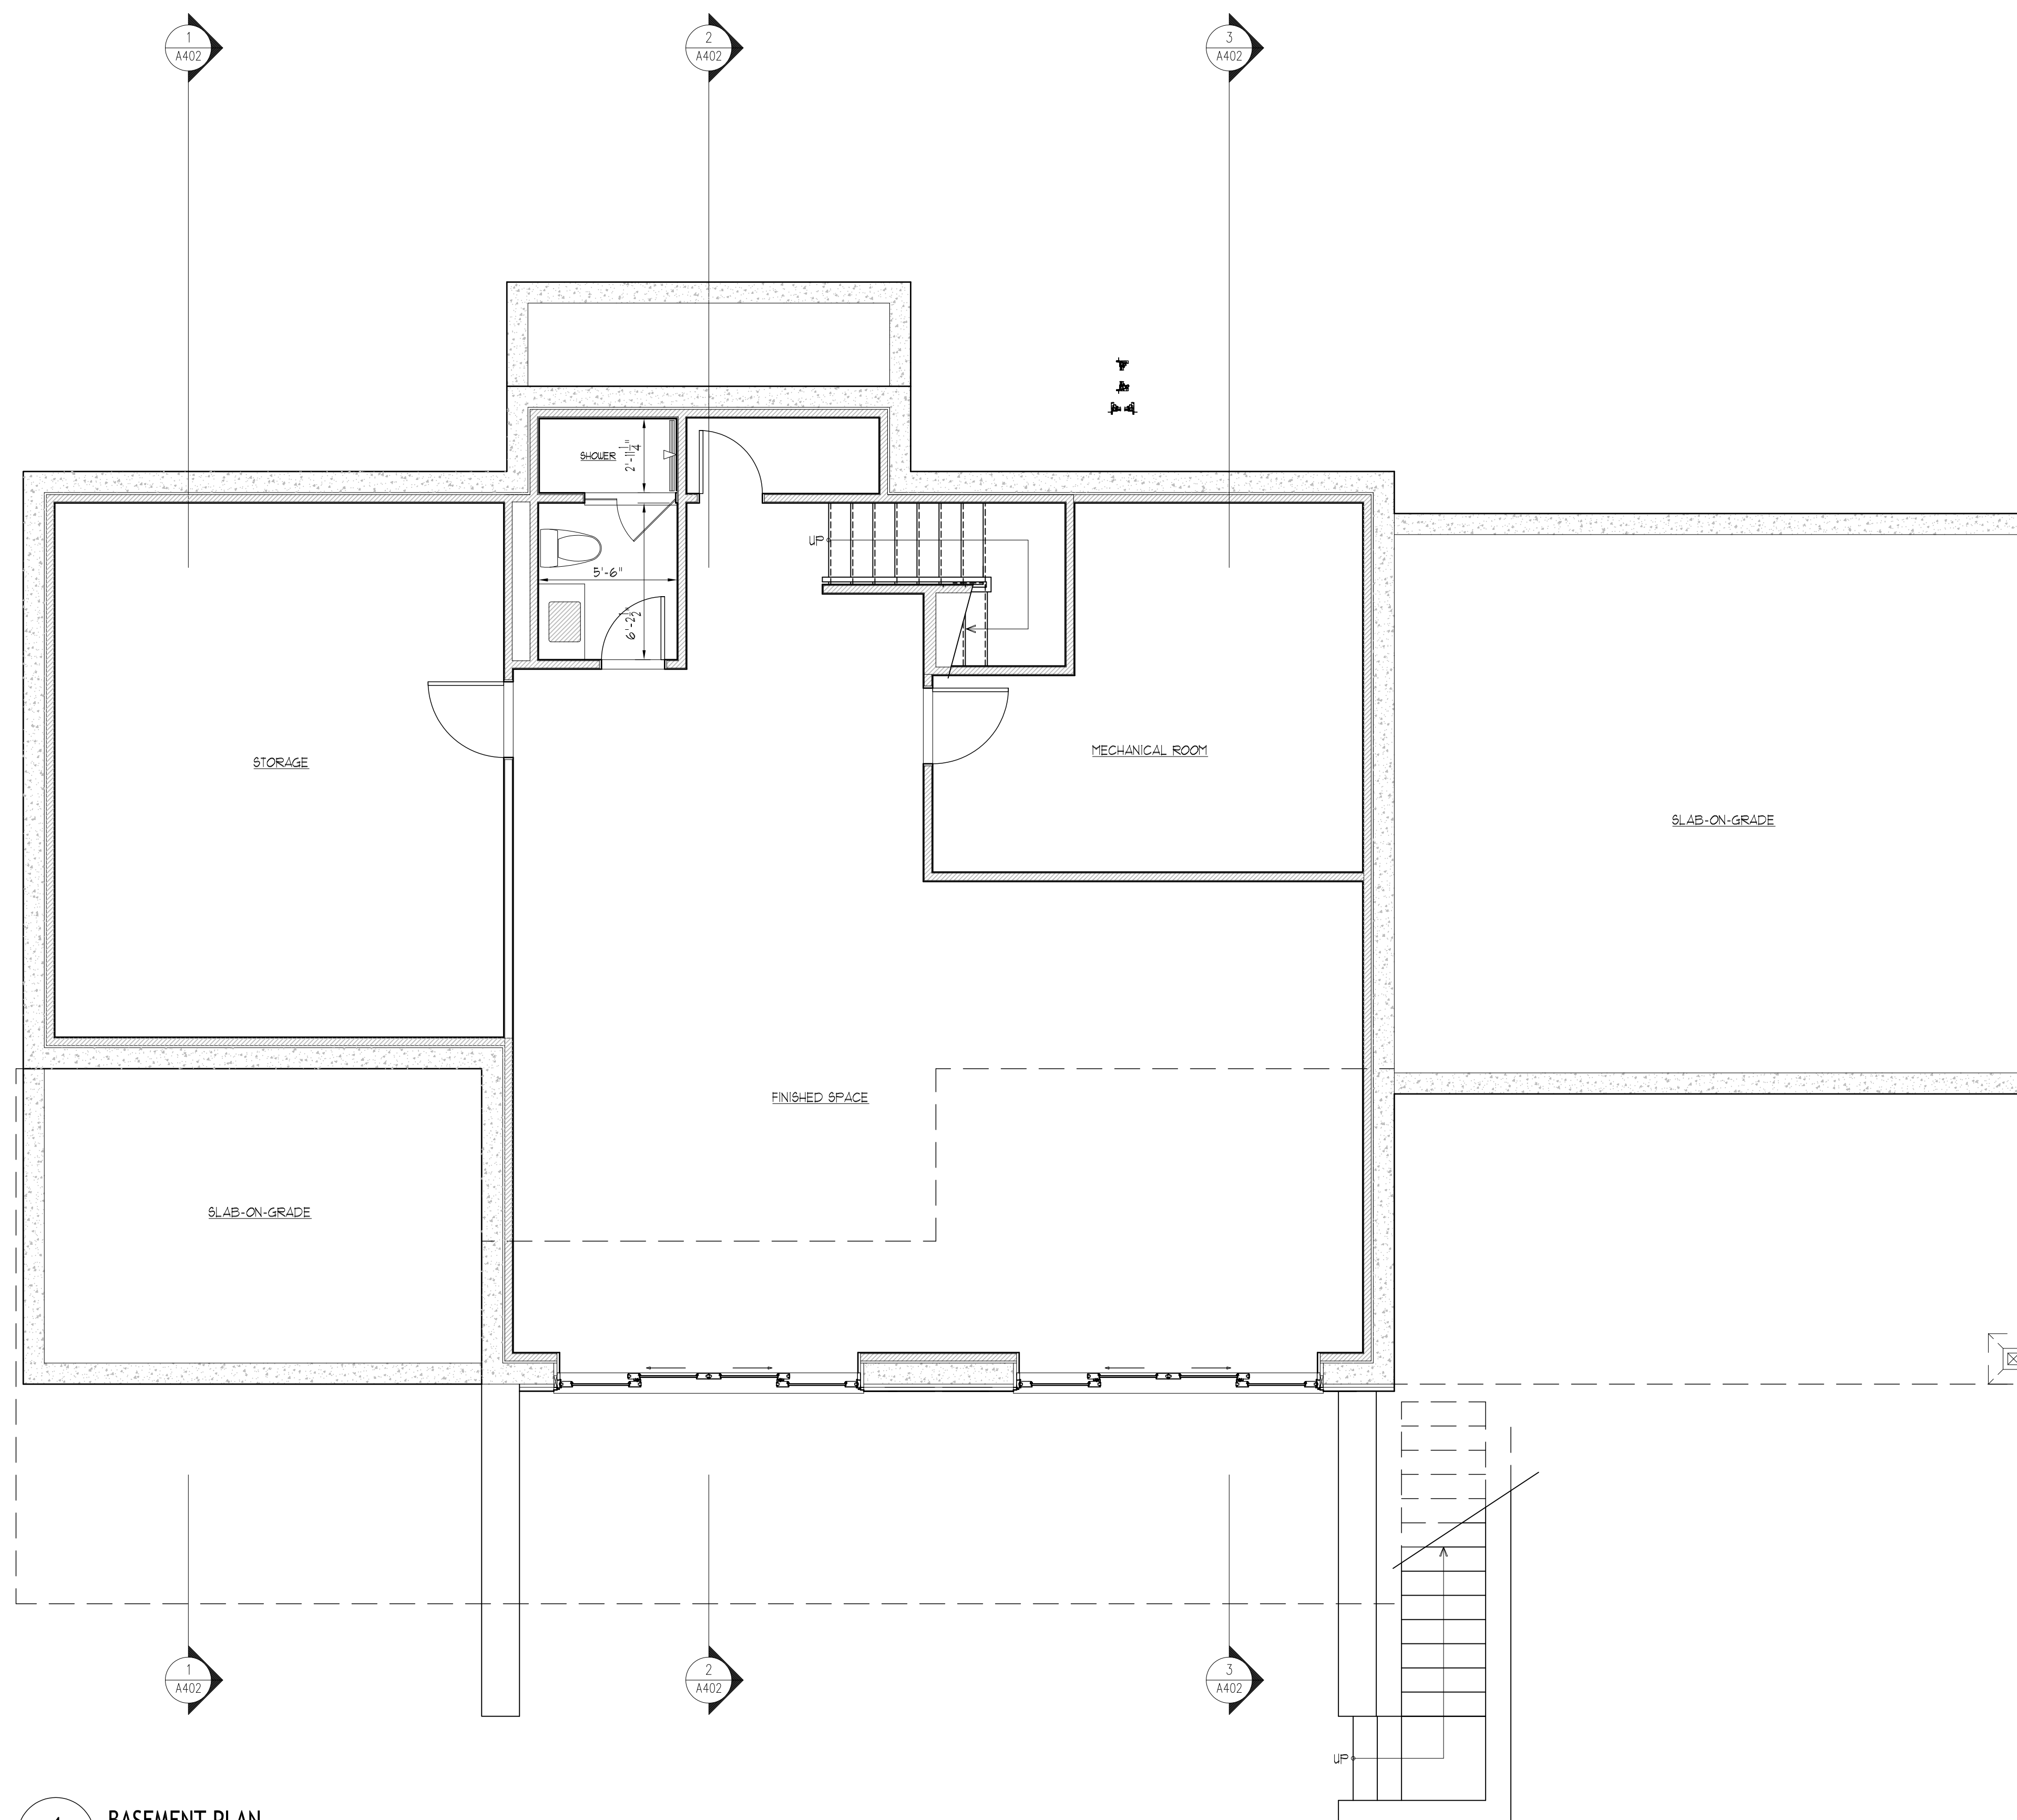 1
A402
2
A402
3
A402
SHOWER
2'-11 1/4"
UP
5'-6"
6'-2 1/2"
MECHANICAL ROOM
STORAGE
SLAB-ON-GRADE
FINISHED SPACE
SLAB-ON-GRADE
1
A402
2
A402
3
A402
UP
BASEMENT PLAN